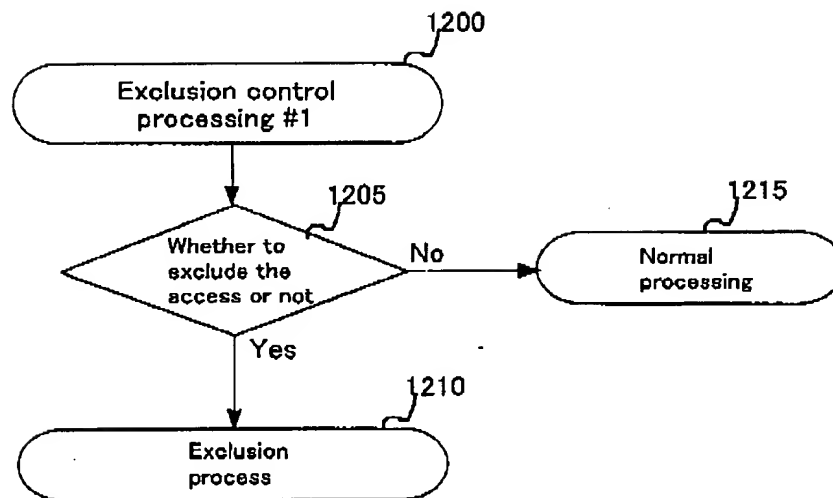 1200
Exclusion control
processing #1
1205
Whether to
exclude the
access or not
No
1215
Normal
processing
Yes
1210
Exclusion
process